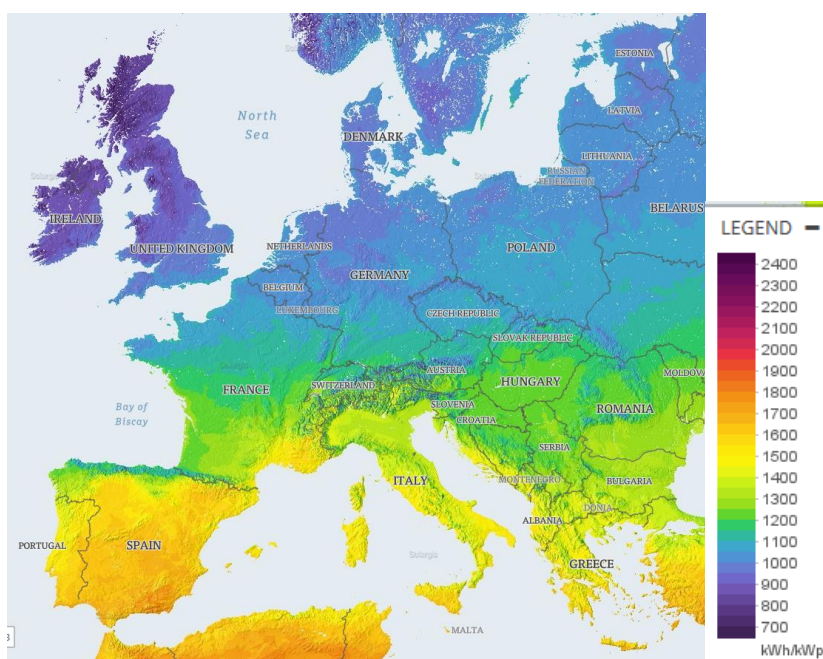 ESTONIA
North
Sea
LATVIA
DENMARK
LITHUANIA
RUSSIAN
FEDERATION
BELARUS
IRELAND
UNITED KINGDOM
NETHERLANDS
POLAND
GERMANY
BELGIUM
LUXEMBOURG
CZECH REPUBLIC
SLOVAK REPUBLIC
AUSTRIA
MOLDOVA
FRANCE
SWITZERLAND
HUNGARY
SLOVENIA
ROMANIA
Bay of
Biscay
CROATIA
SERBIA
ITALY
MONTENEGRO
BULGARIA
DONJA
PORTUGAL
SPAIN
ALBANIA
Solargis
GREECE
MALTA
3
LEGEND
2400
2300
2200
2100
2000
1900
1800
1700
1600
1500
1400
1300
1200
1100
1000
900
800
700
kWh/kWp